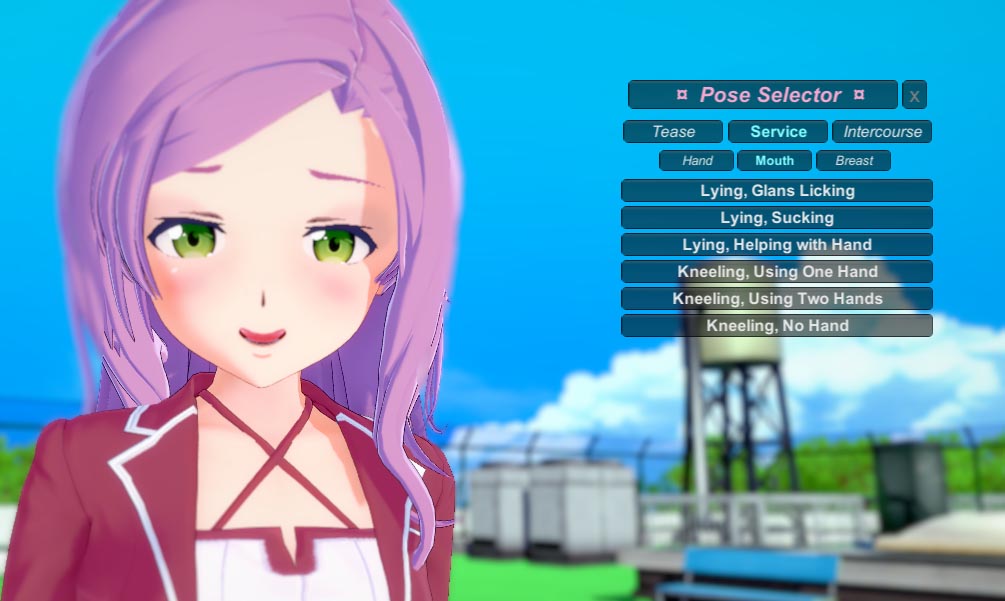 ¤ Pose Selector ¤ X
Tease Service Intercourse
Hand Mouth Breast
Lying, Glans Licking
Lying, Sucking
Lying, Helping with Hand
Kneeling, Using One Hand
Kneeling, Using Two Hands
Kneeling, No Hand